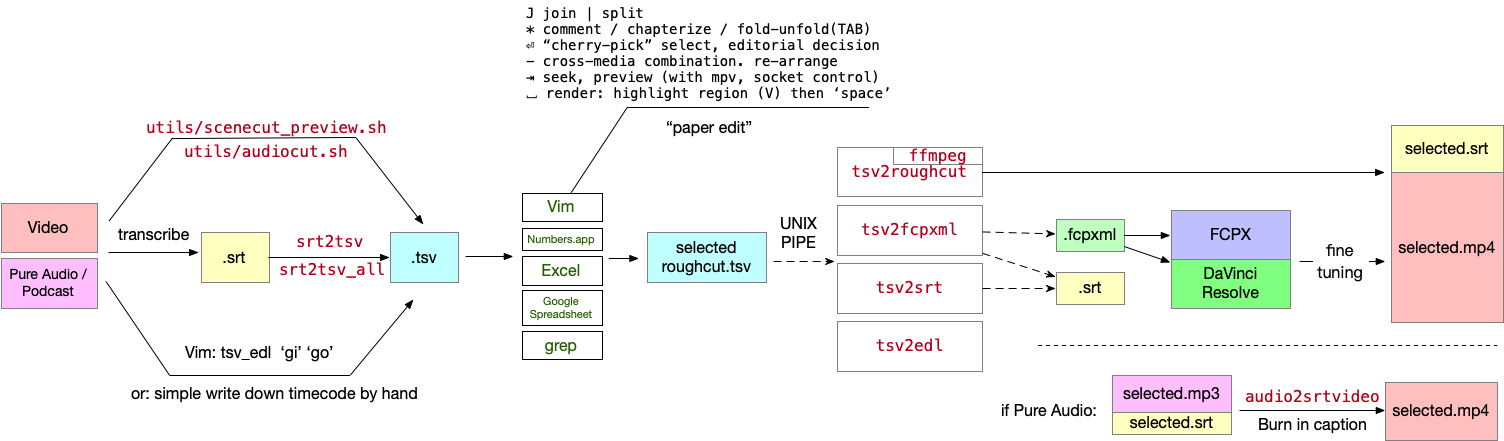 J join | split
∗ comment / chapterize / fold-unfold(TAB)
⏎ “cherry-pick” select, editorial decision
− cross-media combination. re-arrange
⇥ seek, preview (with mpv, socket control)
⎵ render: highlight region (V) then ‘space’
“paper edit”
utils/scenecut_preview.sh
utils/audiocut.sh
Video
Pure Audio /
Podcast
transcribe
.srt
srt2tsv
srt2tsv_all
.tsv
Vim: tsv_edl ‘gi’ ‘go’
or: simple write down timecode by hand
Vim
Numbers.app
Excel
Google
Spreadsheet
grep
selected
roughcut.tsv
UNIX
PIPE
ffmpeg
tsv2roughcut
tsv2fcpxml
tsv2srt
tsv2edl
.fcpxml
.srt
FCPX
DaVinci
Resolve
fine
tuning
selected.srt
selected.mp4
if Pure Audio:
selected.mp3
selected.srt
audio2srtvideo
Burn in caption
selected.mp4